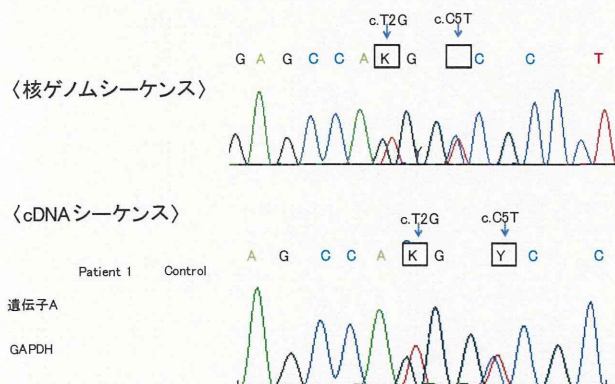 c.T2G c.C5T
G A G C C A K G C C T
〈核ゲノムシーケンス〉
〈cDNAシーケンス〉
c.T2G c.C5T
A G C C A K G Y C C
Patient 1 Control
遺伝子A
GAPDH